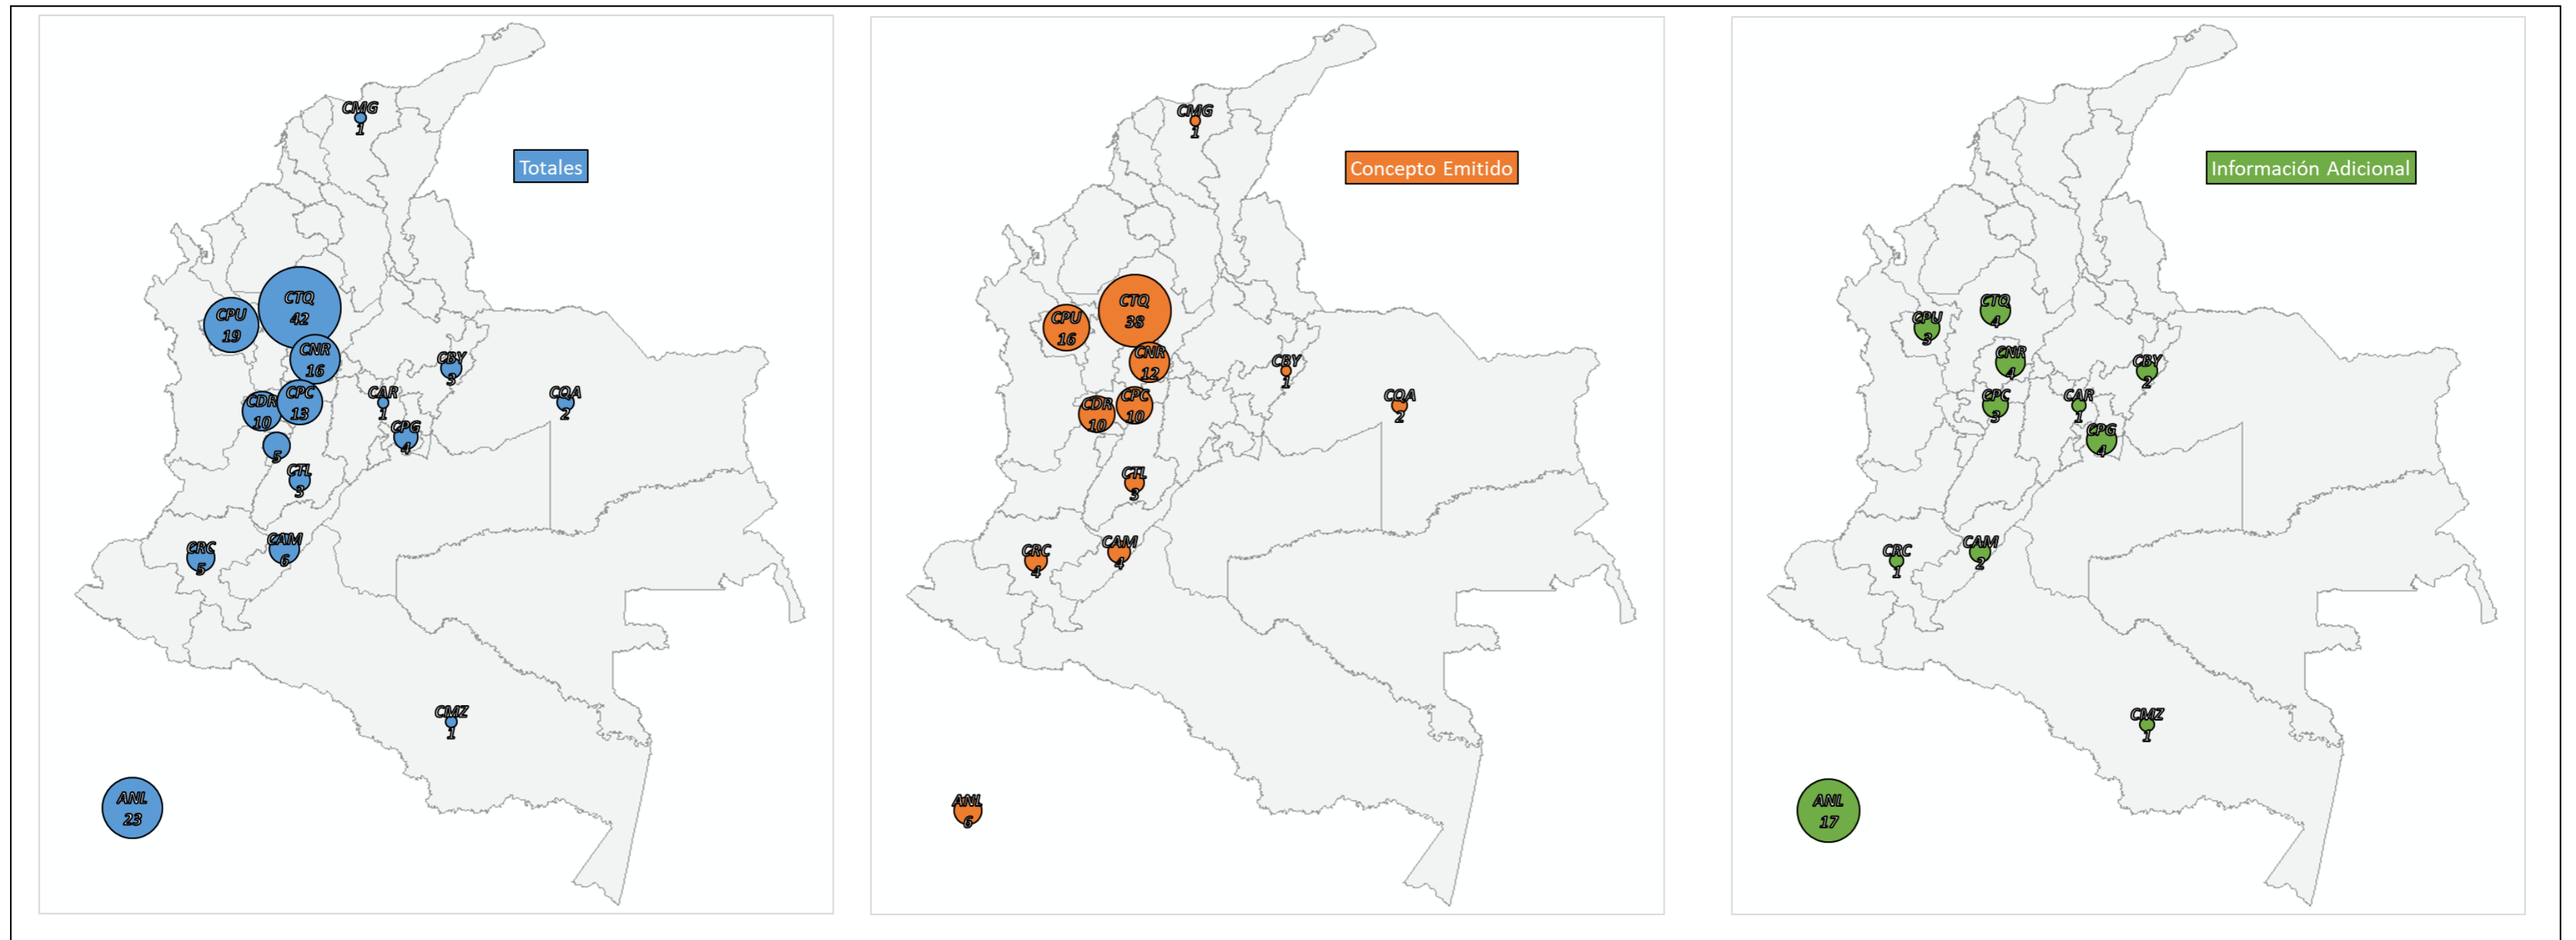 CMG
1
Totales
CTQ
42
CPU
19
CNR
16
CBY
3
CAR
1
CQA
2
CPC
13
CDR
10
CPG
4
5
CTL
3
CAM
6
CRC
5
CMZ
1
ANL
23
CMG
1
Concepto Emitido
CTQ
38
CPU
16
CNR
12
CBY
1
CQA
2
CPC
10
CDR
10
CTL
3
CAM
4
CRC
4
ANL
6
Información Adicional
CTQ
4
CPU
3
CNR
4
CBY
2
CPC
3
CAR
1
CPG
4
CAM
2
CRC
1
CMZ
1
ANL
17